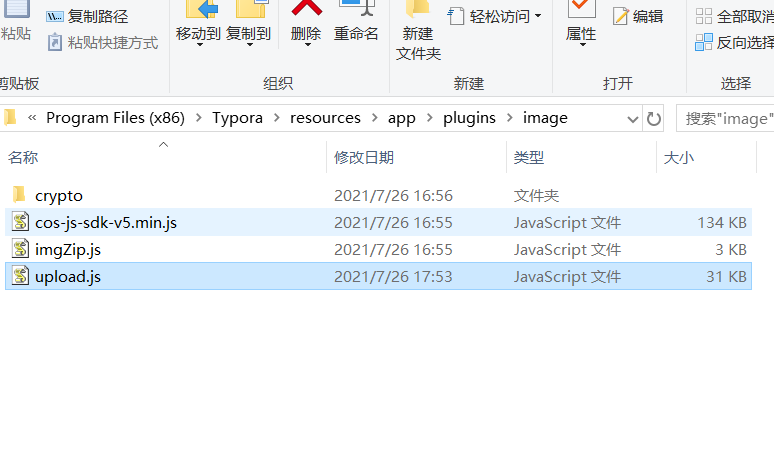 复制路径
粘贴 粘贴快捷方式
移动到 复制到 删除 重命名 新建 文件夹
轻松访问
属性 编辑
全部取消
反向选择
剪贴板 组织 新建 打开 选择
« Program Files (x86) > Typora > resources > app > plugins > image 搜索"image"
名称 修改日期 类型 大小
crypto 2021/7/26 16:56 文件夹
cos-js-sdk-v5.min.js 2021/7/26 16:55 JavaScript 文件 134 KB
imgZip.js 2021/7/26 16:55 JavaScript 文件 3 KB
upload.js 2021/7/26 17:53 JavaScript 文件 31 KB